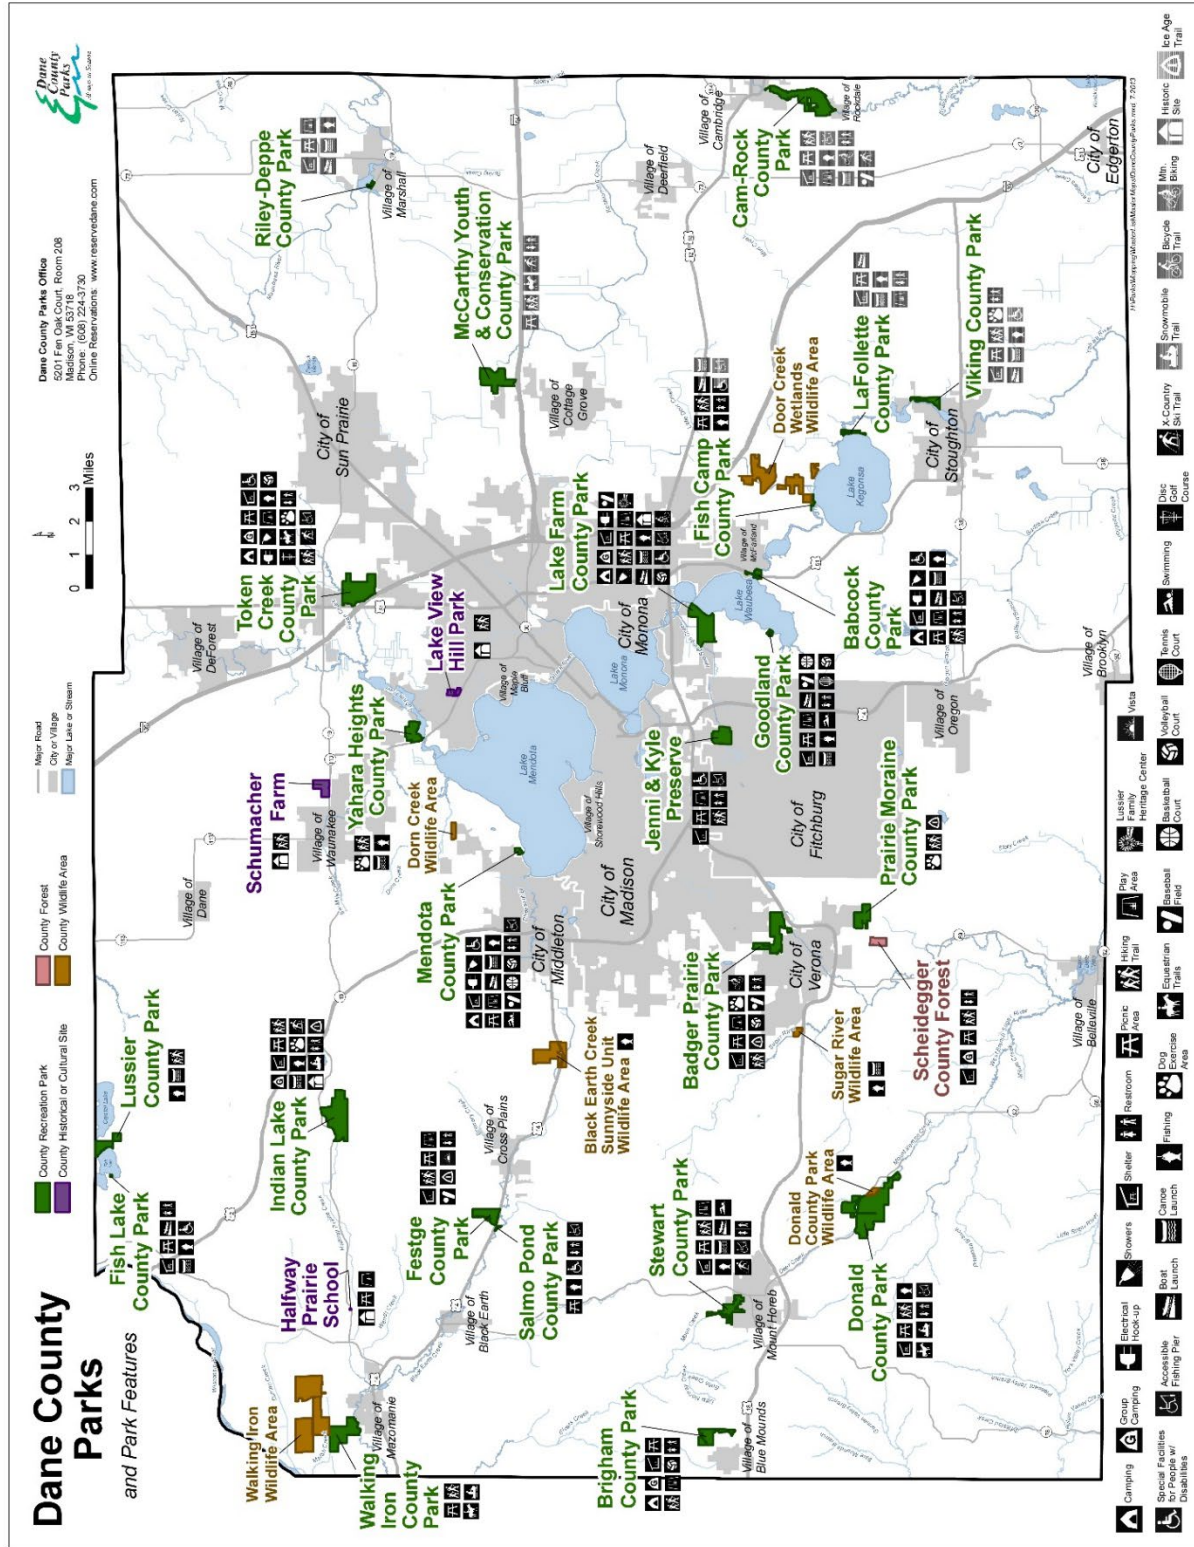 Dane County
Parks
and Park Features
County Recreation Park
County Historical or Cultural Site
County Forest
County Wildlife Area
Major Road
City or Village
Major Lake or Stream
N
0 1 2 3
Miles
Dane County Parks Office
5201 Fen Oak Court, Room 208
Madison, WI 53718
Phone: (608) 224-3730
Online Reservations: www.reservedane.com
Dane
County
Parks
Fish Lake
County Park
Lussier
County Park
Walking Iron
Wildlife Area
Walking
Iron
County
Park
Village of
Mazomanie
Halfway
Prairie
School
Indian Lake
County Park
Village of
Dane
Schumacher
Farm
Village of
Waunakee
Yahara Heights
County Park
Dorn Creek
Wildlife Area
Village of
DeForest
Token
Creek
County
Park
Lake View
Hill Park
City of
Sun Prairie
Riley-Deppe
County Park
Village of
Marshall
McCarthy Youth
& Conservation
County Park
Village of
Cottage
Grove
Festge
County
Park
Village of
Black Earth
Salmo Pond
County Park
Village of
Cross Plains
Black Earth Creek
Sunnyside Unit
Wildlife Area
Mendota
County Park
City of
Middleton
Lake
Mendota
Village of
Maple
Bluff
Village of
Shorewood Hills
City of
Madison
Lake
Monona
City of
Monona
Lake Farm
County Park
Fish Camp
County Park
Door Creek
Wetlands
Wildlife Area
Village of
Deerfield
Village of
Cambridge
Cam-Rock
County
Park
Village of
Rockdale
Brigham
County Park
Village of
Blue Mounds
Stewart
County Park
Village of
Mount Horeb
Donald
County Park
Wildlife Area
Donald
County Park
Badger Prairie
County Park
City of
Verona
Sugar River
Wildlife Area
Scheidegger
County Forest
Prairie Moraine
County Park
Jenni & Kyle
Preserve
City of
Fitchburg
Goodland
County Park
Lake
Waubesa
Village of
McFarland
Babcock
County
Park
Lake
Kegonsa
LaFollette
County Park
City of
Stoughton
Viking County Park
City of
Edgerton
Village of
Oregon
Village of
Brooklyn
Village of
Belleville
Camping
Group
Camping
Electrical
Hook-up
Showers
Shelter
Restroom
Picnic
Area
Hiking
Trail
Play
Area
Lussier
Family
Heritage Center
Vista
Special Facilities
for People w/
Disabilities
Accessible
Fishing Pier
Boat
Launch
Canoe
Launch
Fishing
Dog
Exercise
Area
Equestrian
Trails
Baseball
Field
Basketball
Court
Volleyball
Court
Tennis
Court
Swimming
Disc
Golf
Course
X-Country
Ski Trail
Snowmobile
Trail
Bicycle
Trail
Mtn.
Biking
Historic
Site
Ice Age
Trail